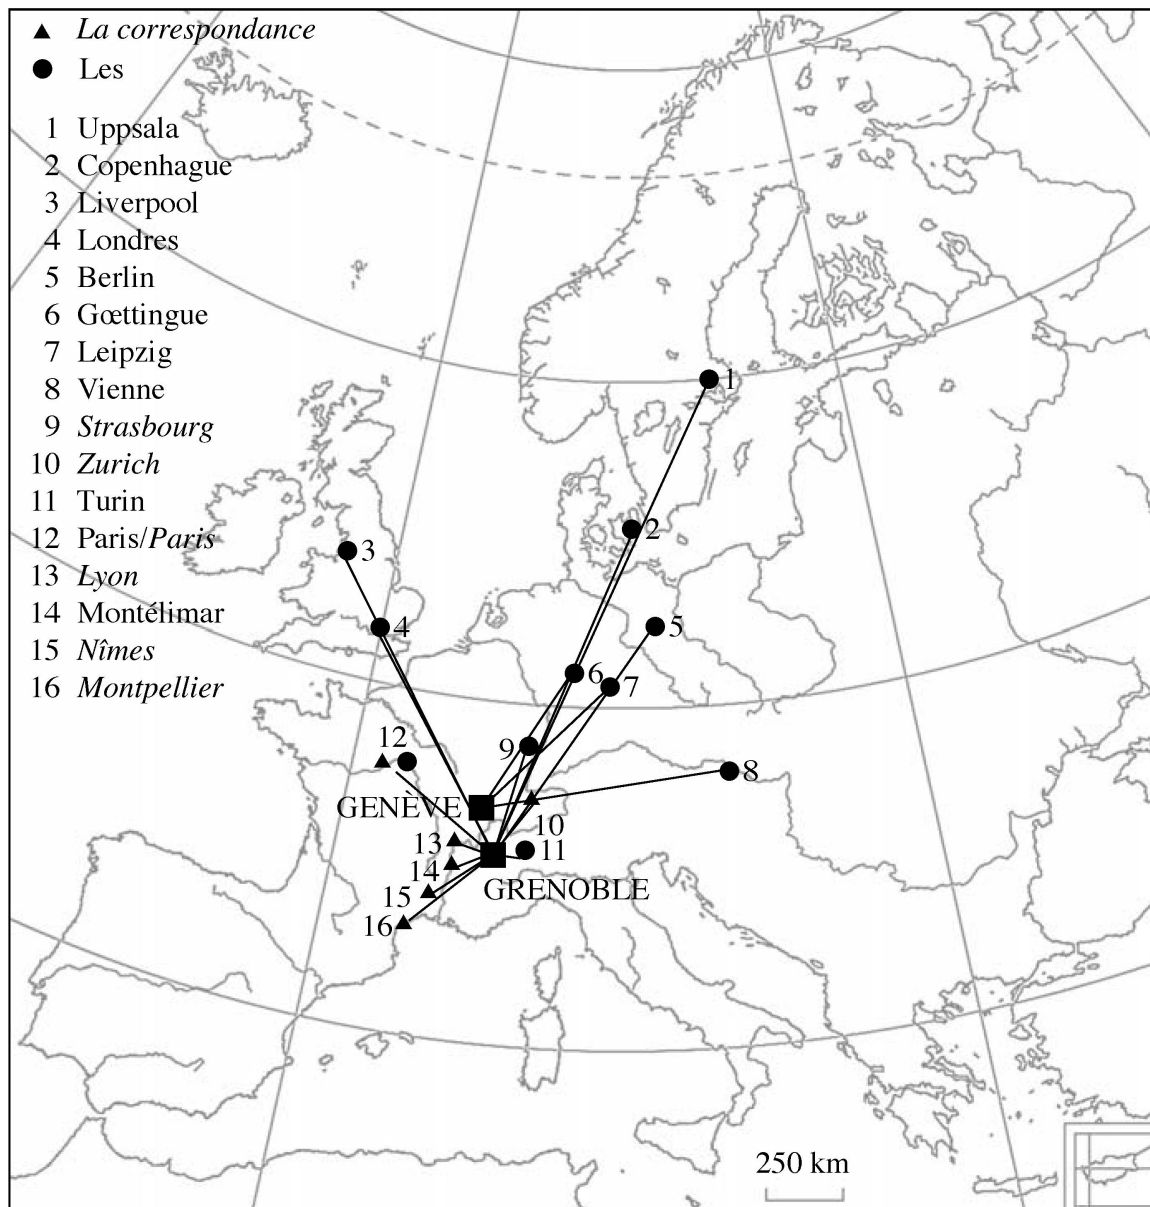 La correspondance
Les
1 Uppsala
2 Copenhague
3 Liverpool
4 Londres
5 Berlin
6 Gœttingue
7 Leipzig
8 Vienne
9 Strasbourg
10 Zurich
11 Turin
12 Paris/Paris
13 Lyon
14 Montélimar
15 Nîmes
16 Montpellier
1
2
3
4
5
6
7
12
9
8
GENÈVE
10
13
11
14
GRENOBLE
15
16
250 km